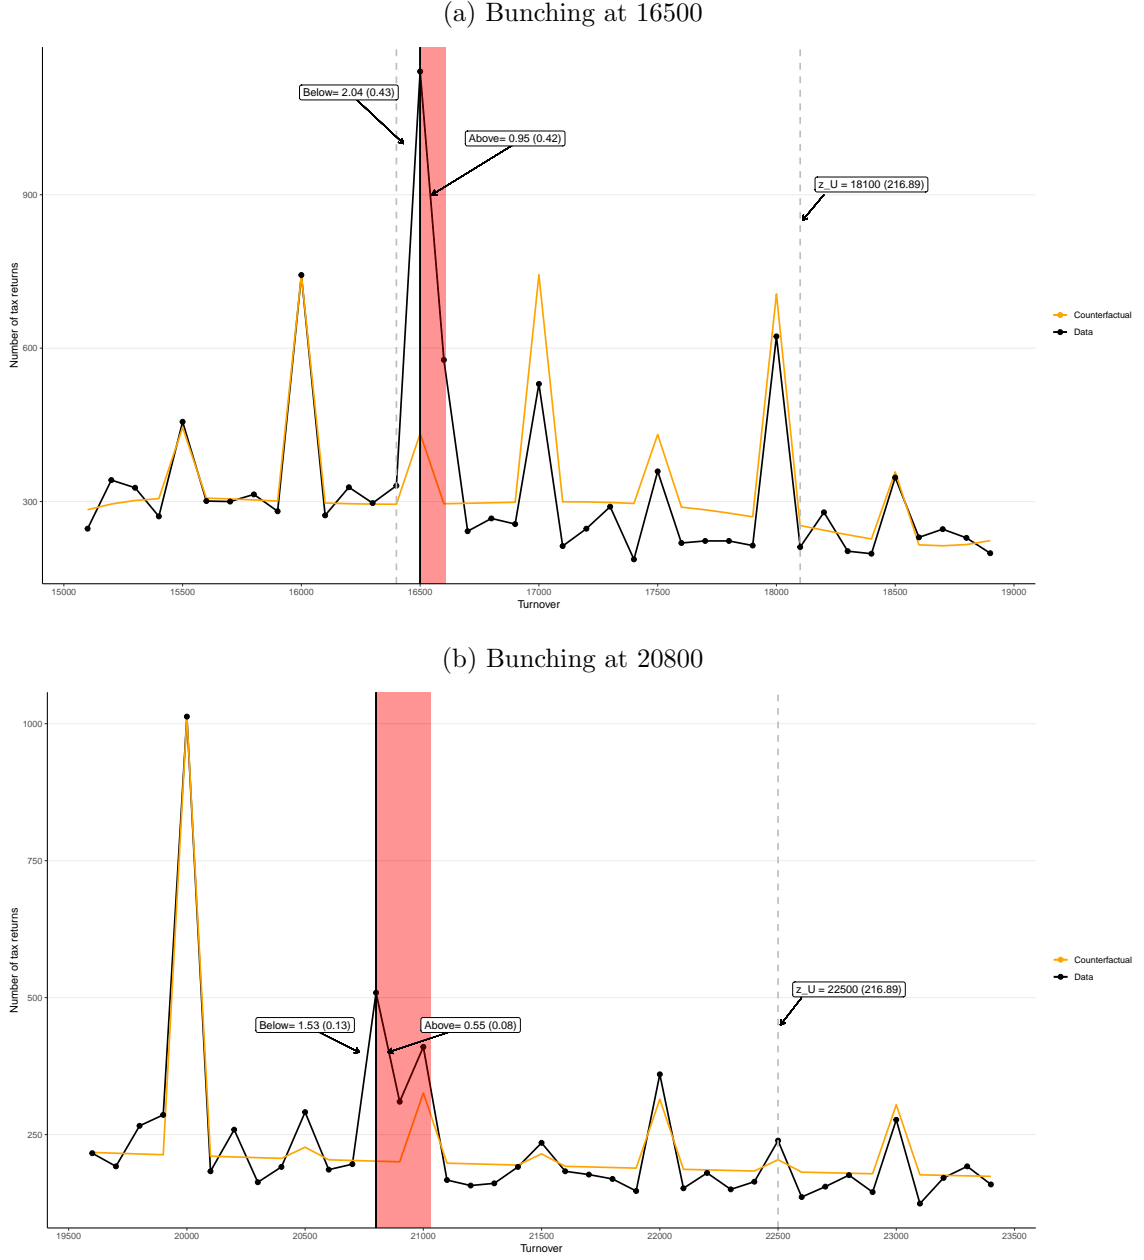 (a) Bunching at 16500
Below= 2.04 (0.43)
Above= 0.95 (0.42)
z_U = 18100 (216.89)
900
600
300
Number of tax returns
Counterfactual
Data
15000 15500 16000 16500 17000 17500 18000 18500 19000
Turnover
(b) Bunching at 20800
1000
750
500
250
Number of tax returns
z_U = 22500 (216.89)
Below= 1.53 (0.13)
Above= 0.55 (0.08)
Counterfactual
Data
19500 20000 20500 21000 21500 22000 22500 23000 23500
Turnover